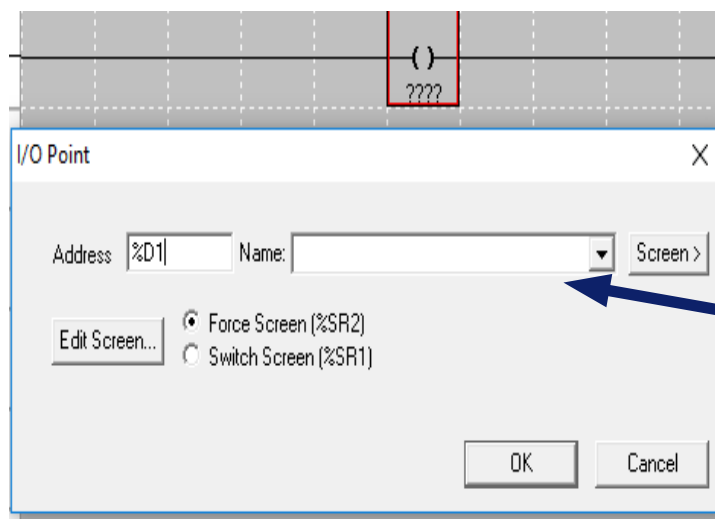 ( )
????
I/O Point X
Address %D1 Name: Screen >
Edit Screen... Force Screen (%SR2)
Switch Screen (%SR1)
OK Cancel